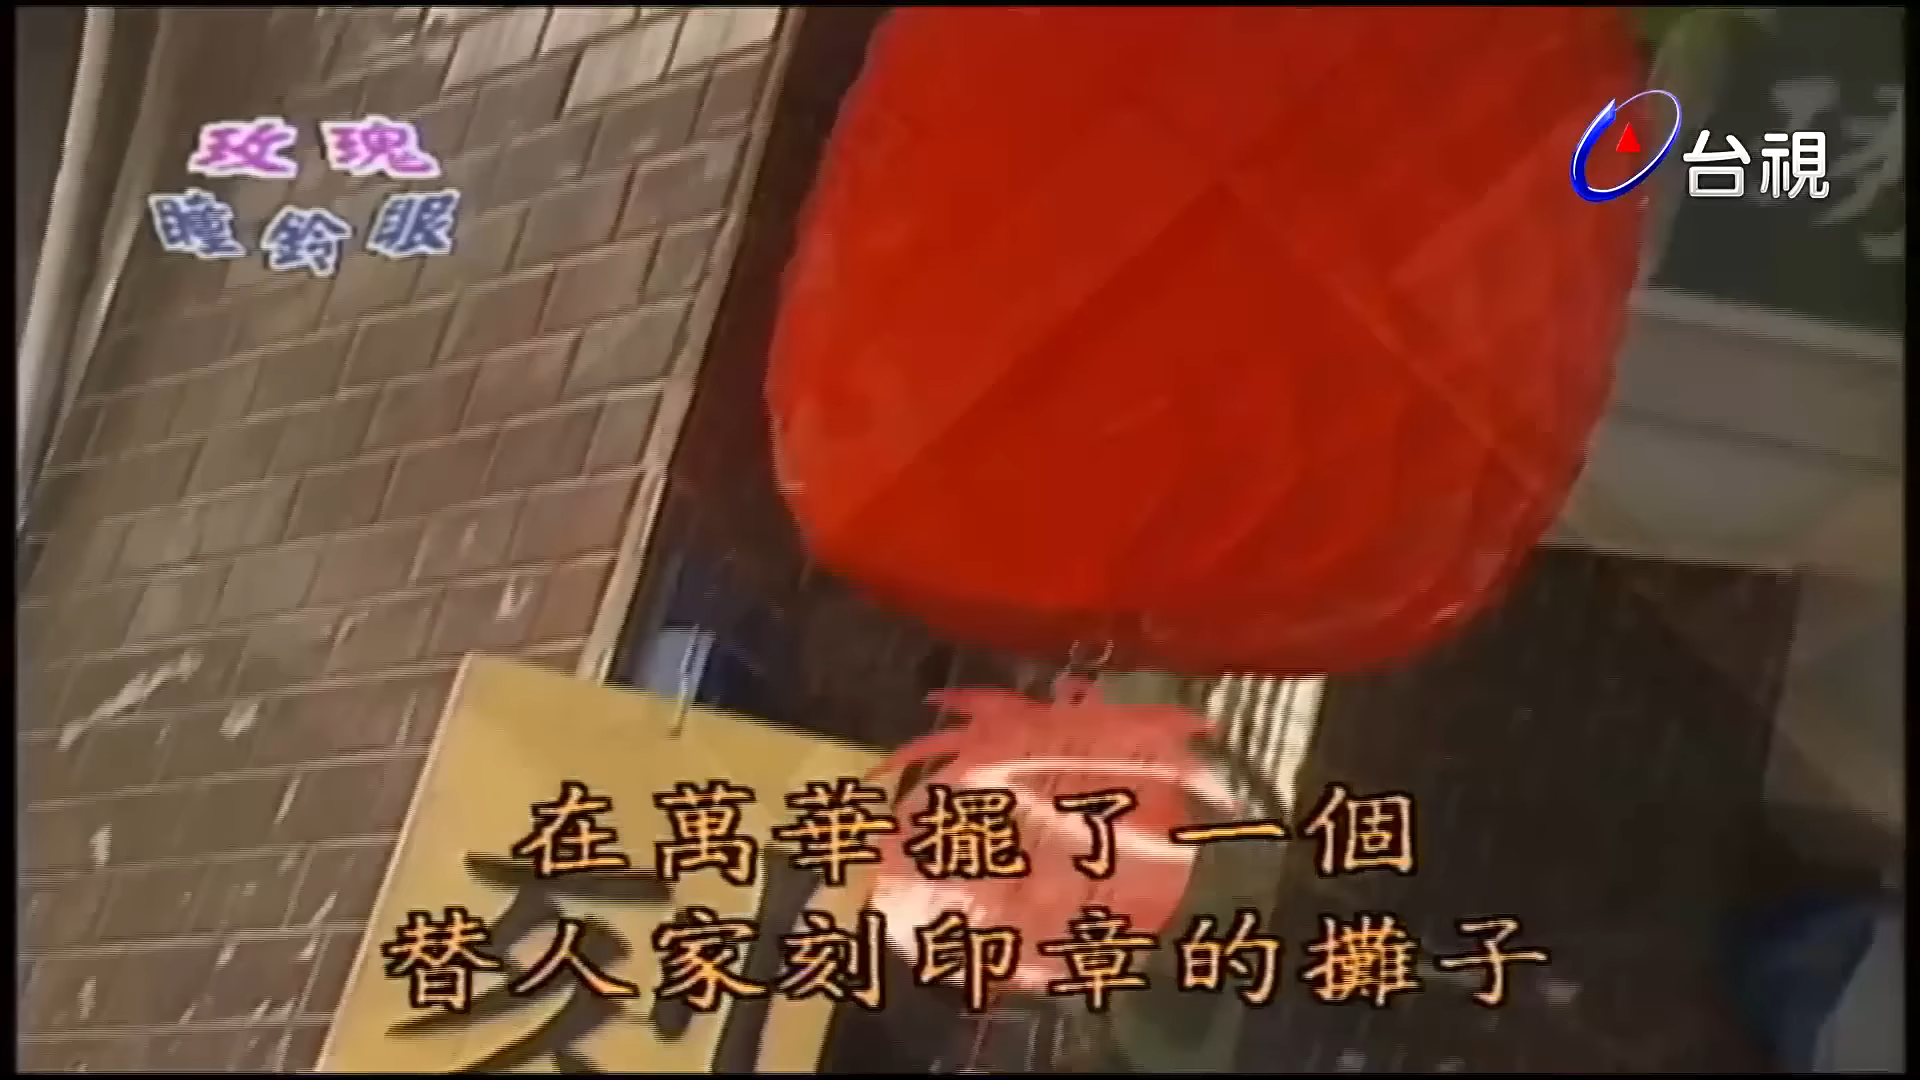 玫瑰
瞳鈴眼
台視
在萬華擺了一個
替人家刻印章的攤子
刻